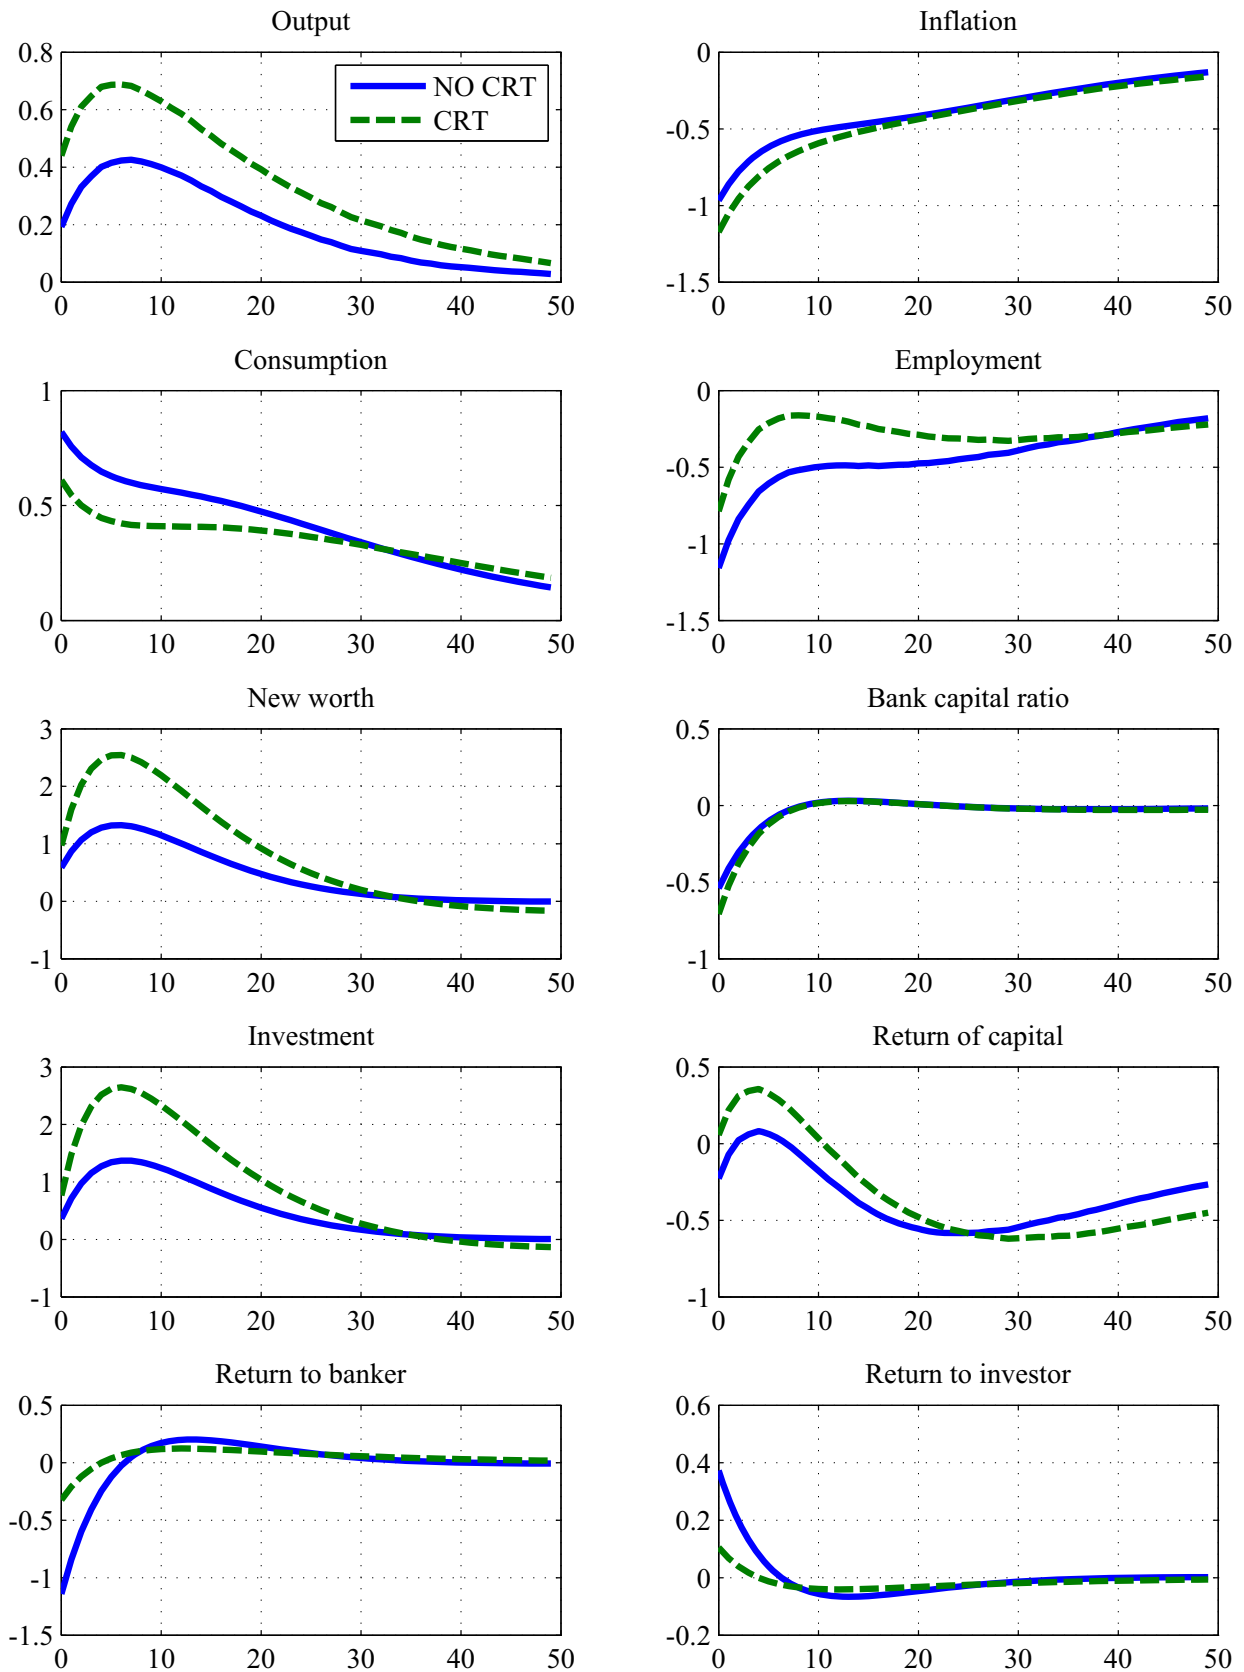 Output
0.8
0.6
0.4
0.2
0
NO CRT
CRT
0 10 20 30 40 50
Inflation
0
-0.5
-1
-1.5
0 10 20 30 40 50
Consumption
1
0.5
0
0 10 20 30 40 50
Employment
0
-0.5
-1
-1.5
0 10 20 30 40 50
New worth
3
2
1
0
-1
0 10 20 30 40 50
Bank capital ratio
0.5
0
-0.5
-1
0 10 20 30 40 50
Investment
3
2
1
0
-1
0 10 20 30 40 50
Return of capital
0.5
0
-0.5
-1
0 10 20 30 40 50
Return to banker
0.5
0
-0.5
-1
-1.5
0 10 20 30 40 50
Return to investor
0.6
0.4
0.2
0
-0.2
0 10 20 30 40 50